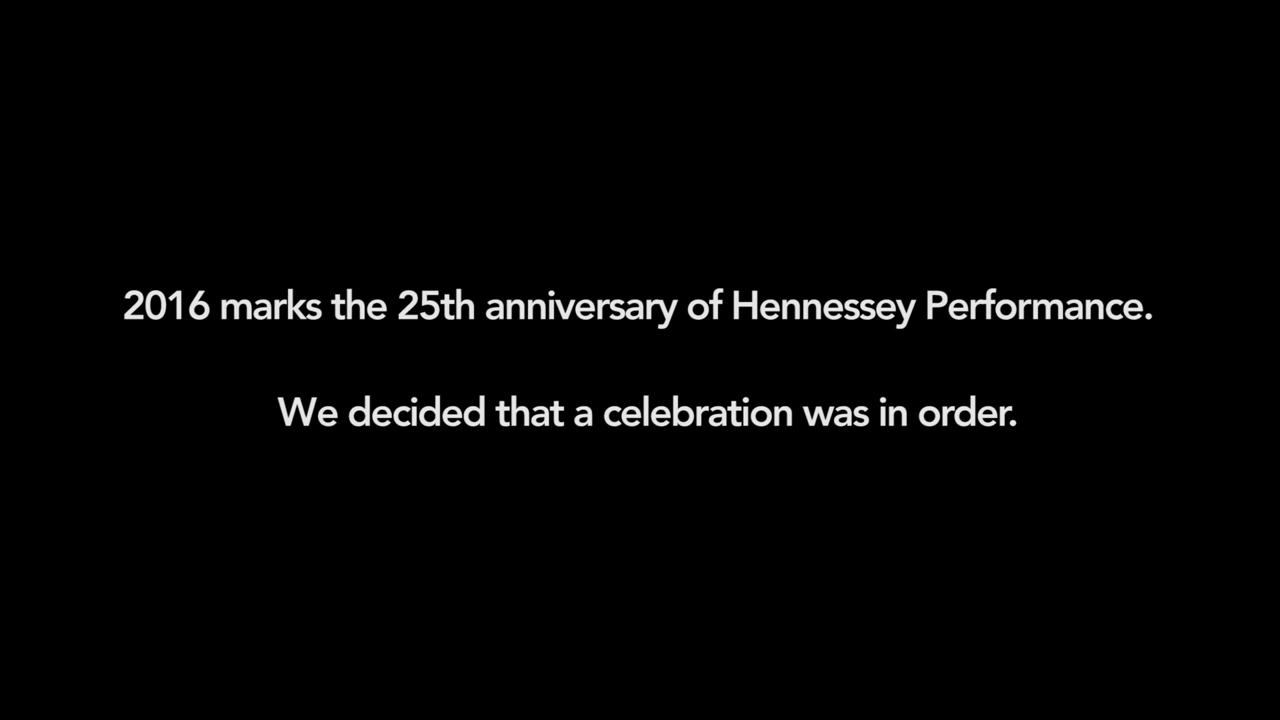 2016 marks the 25th anniversary of Hennessey Performance.
We decided that a celebration was in order.